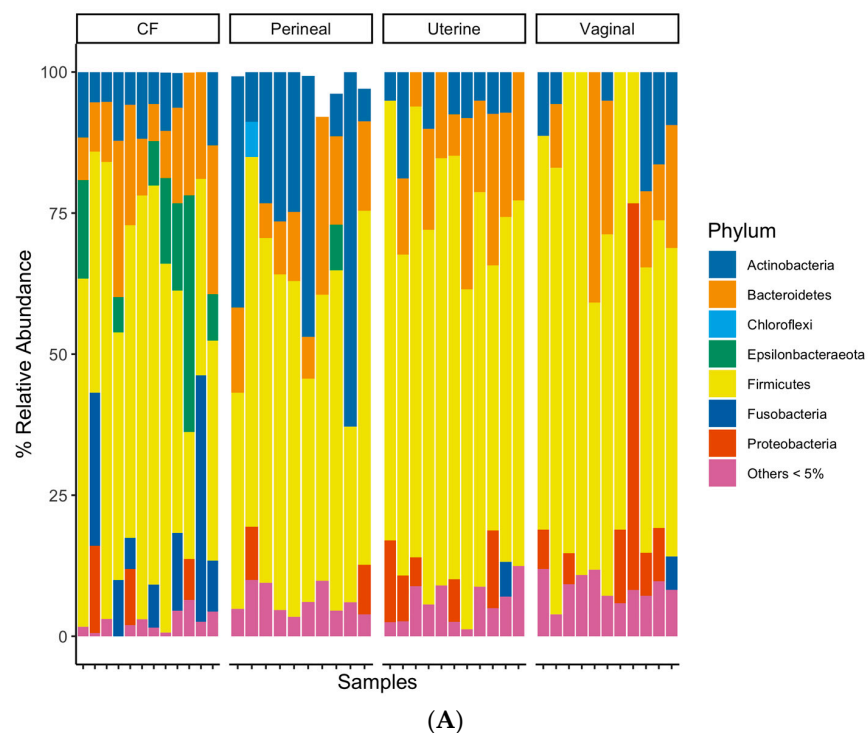 CF Perineal Uterine Vaginal
100
75
50
25
0
% Relative Abundance
Samples
Phylum
Actinobacteria
Bacteroidetes
Chloroflexi
Epsilonbacteraeota
Firmicutes
Fusobacteria
Proteobacteria
Others < 5%
(A)